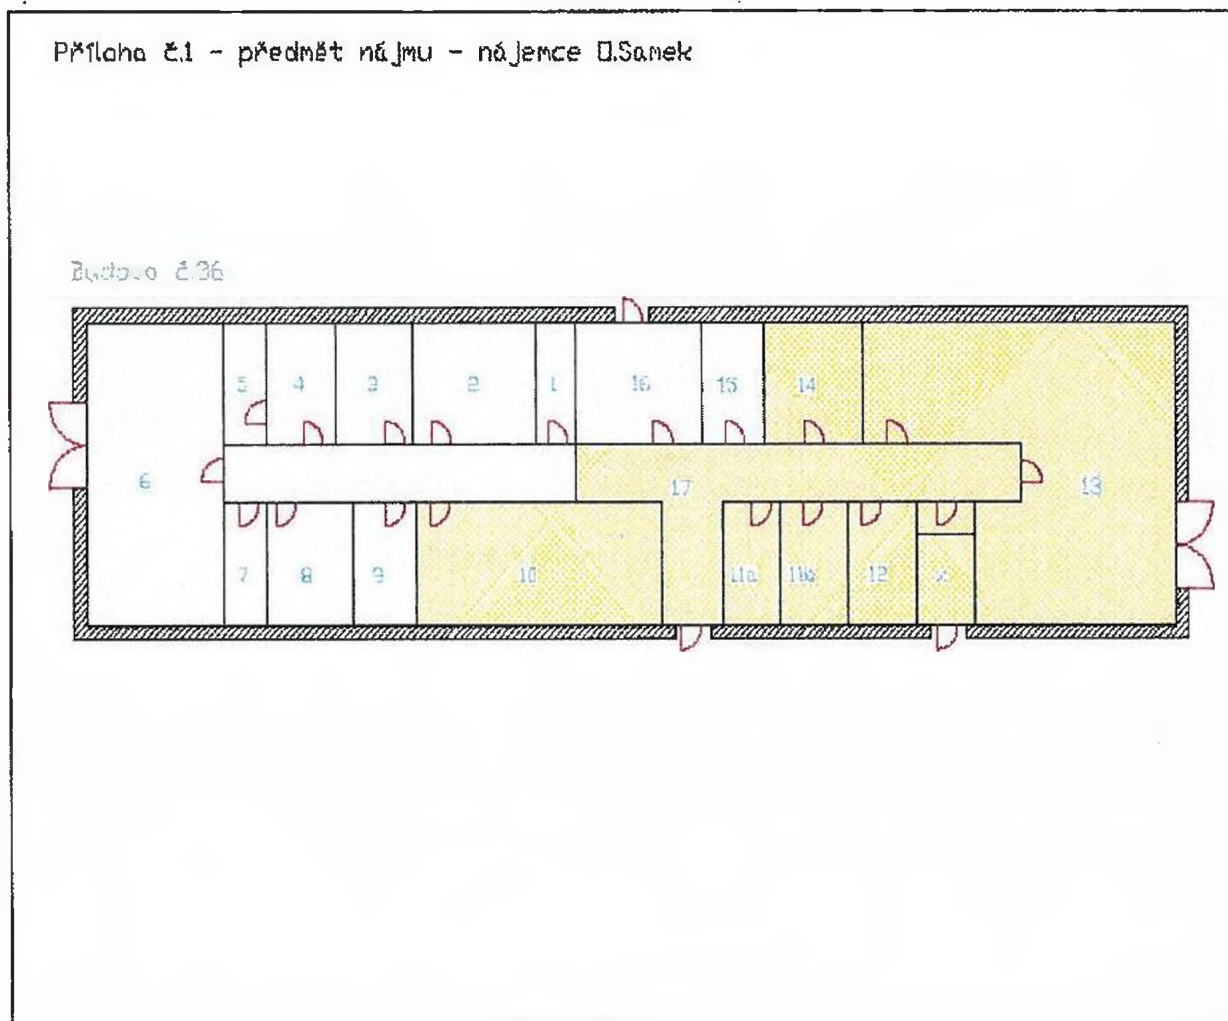 Příloha č.1 - předmět nájmu - nájemce O.Samek
Budova č.36
5 4 3 2 1 16 15 14
6 17 13
7 8 9 10 11a 11b 12 x